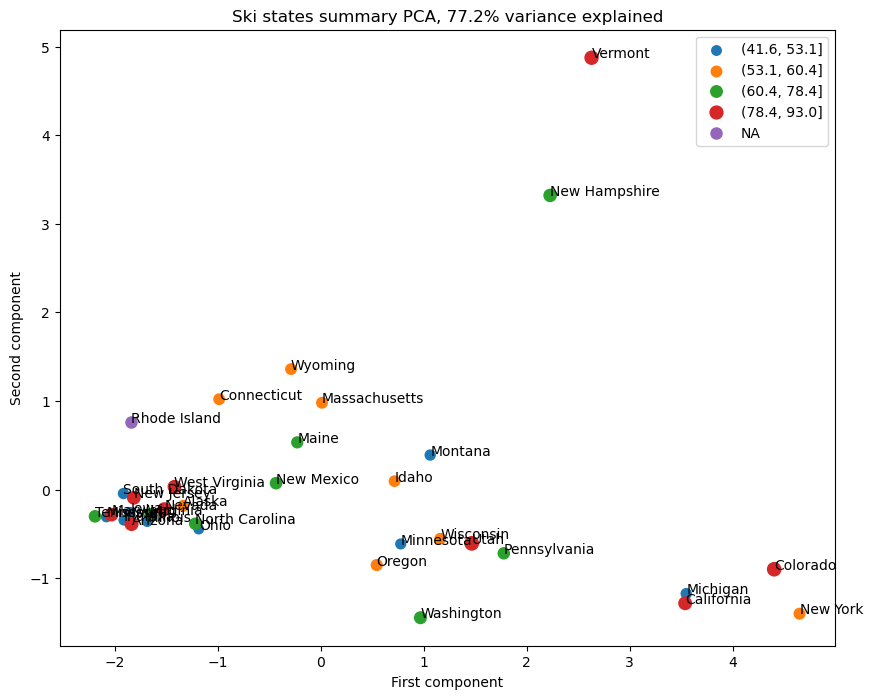 Ski states summary PCA, 77.2% variance explained
(41.6, 53.1]
(53.1, 60.4]
(60.4, 78.4]
(78.4, 93.0]
NA
Second component
5
4
3
2
1
0
−1
Vermont
New Hampshire
Wyoming
Connecticut
Massachusetts
Rhode Island
Maine
Montana
New Mexico
Idaho
West Virginia
South Dakota
New Jersey
Alaska
Nevada
North Carolina
Ohio
Arizona
Wisconsin
Minnesota
Utah
Pennsylvania
Oregon
Colorado
Michigan
California
New York
Washington
−2
−1
0
1
2
3
4
First component